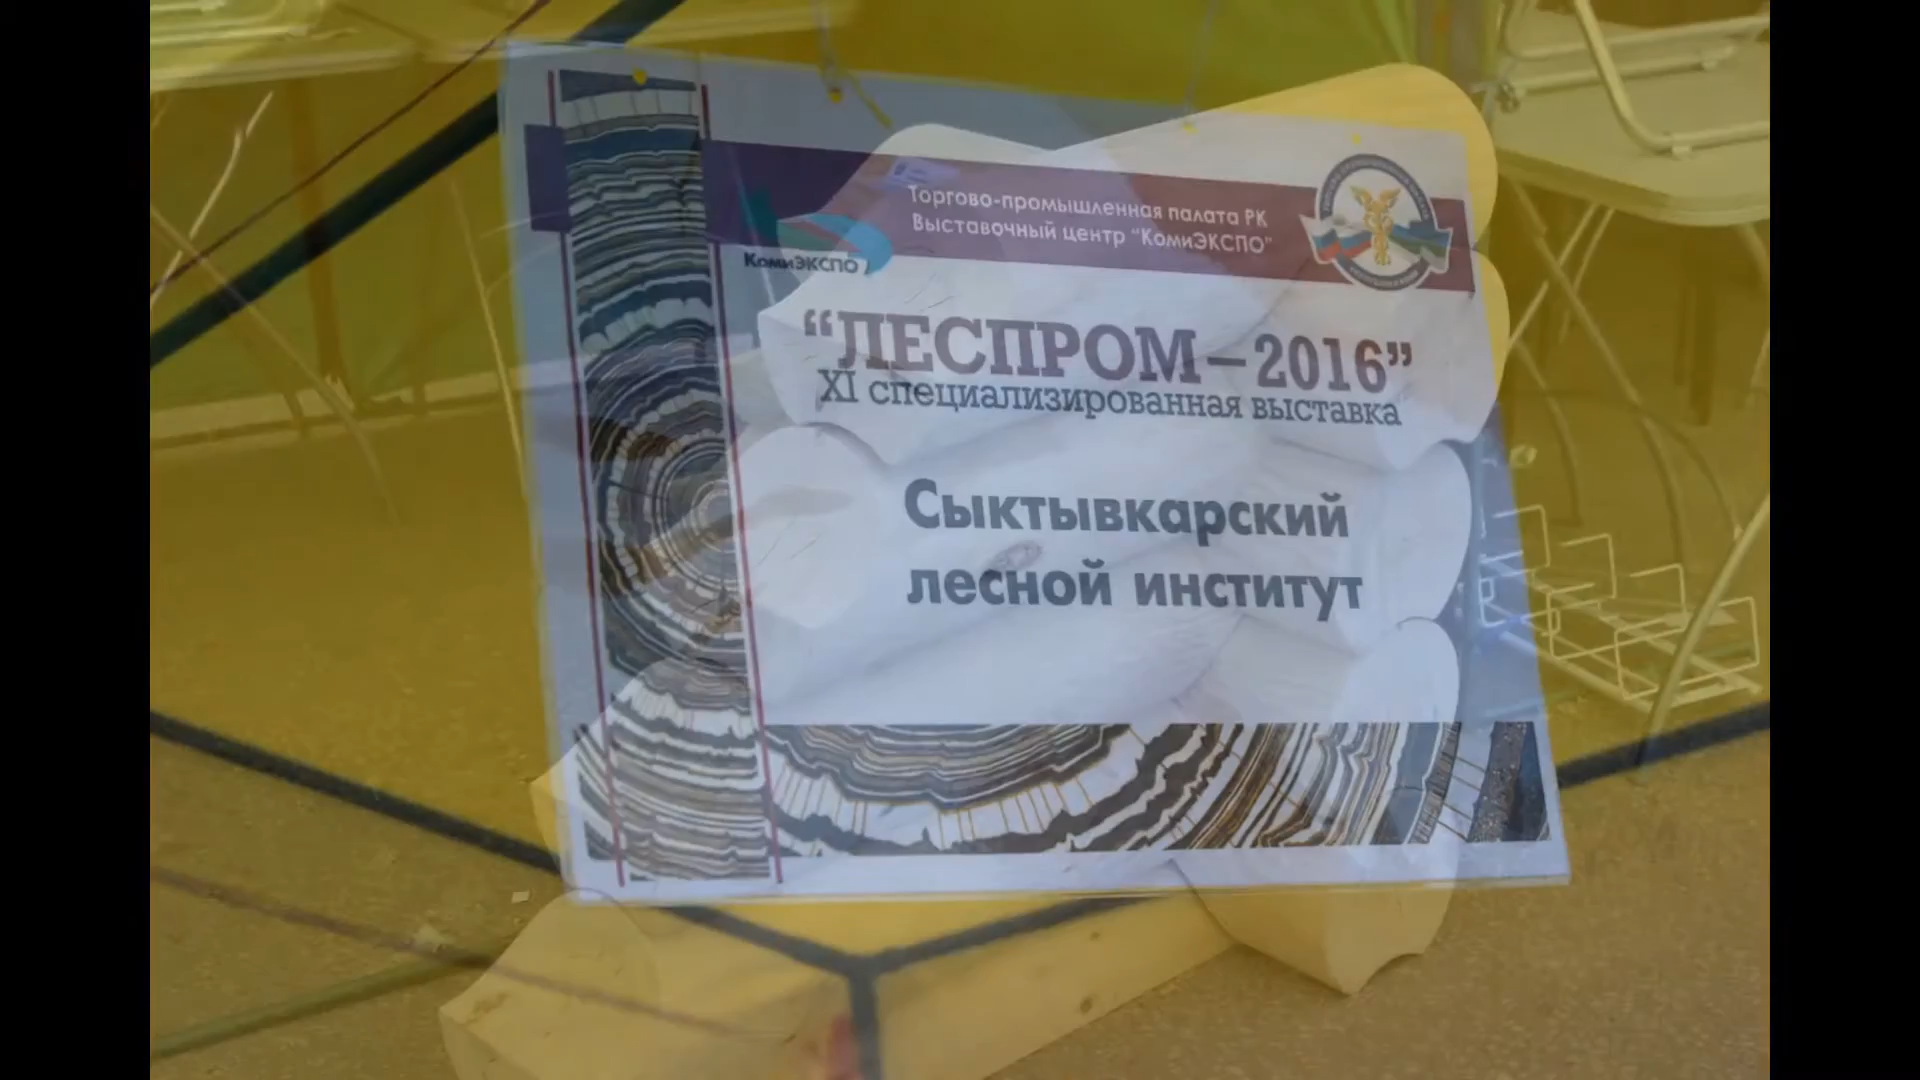 Торгово-промышленная палата РК
Выставочный центр "КомиЭКСПО"
КомиЭКСПО
“ЛЕСПРОМ – 2016”
XI специализированная выставка
Сыктывкарский
лесной институт